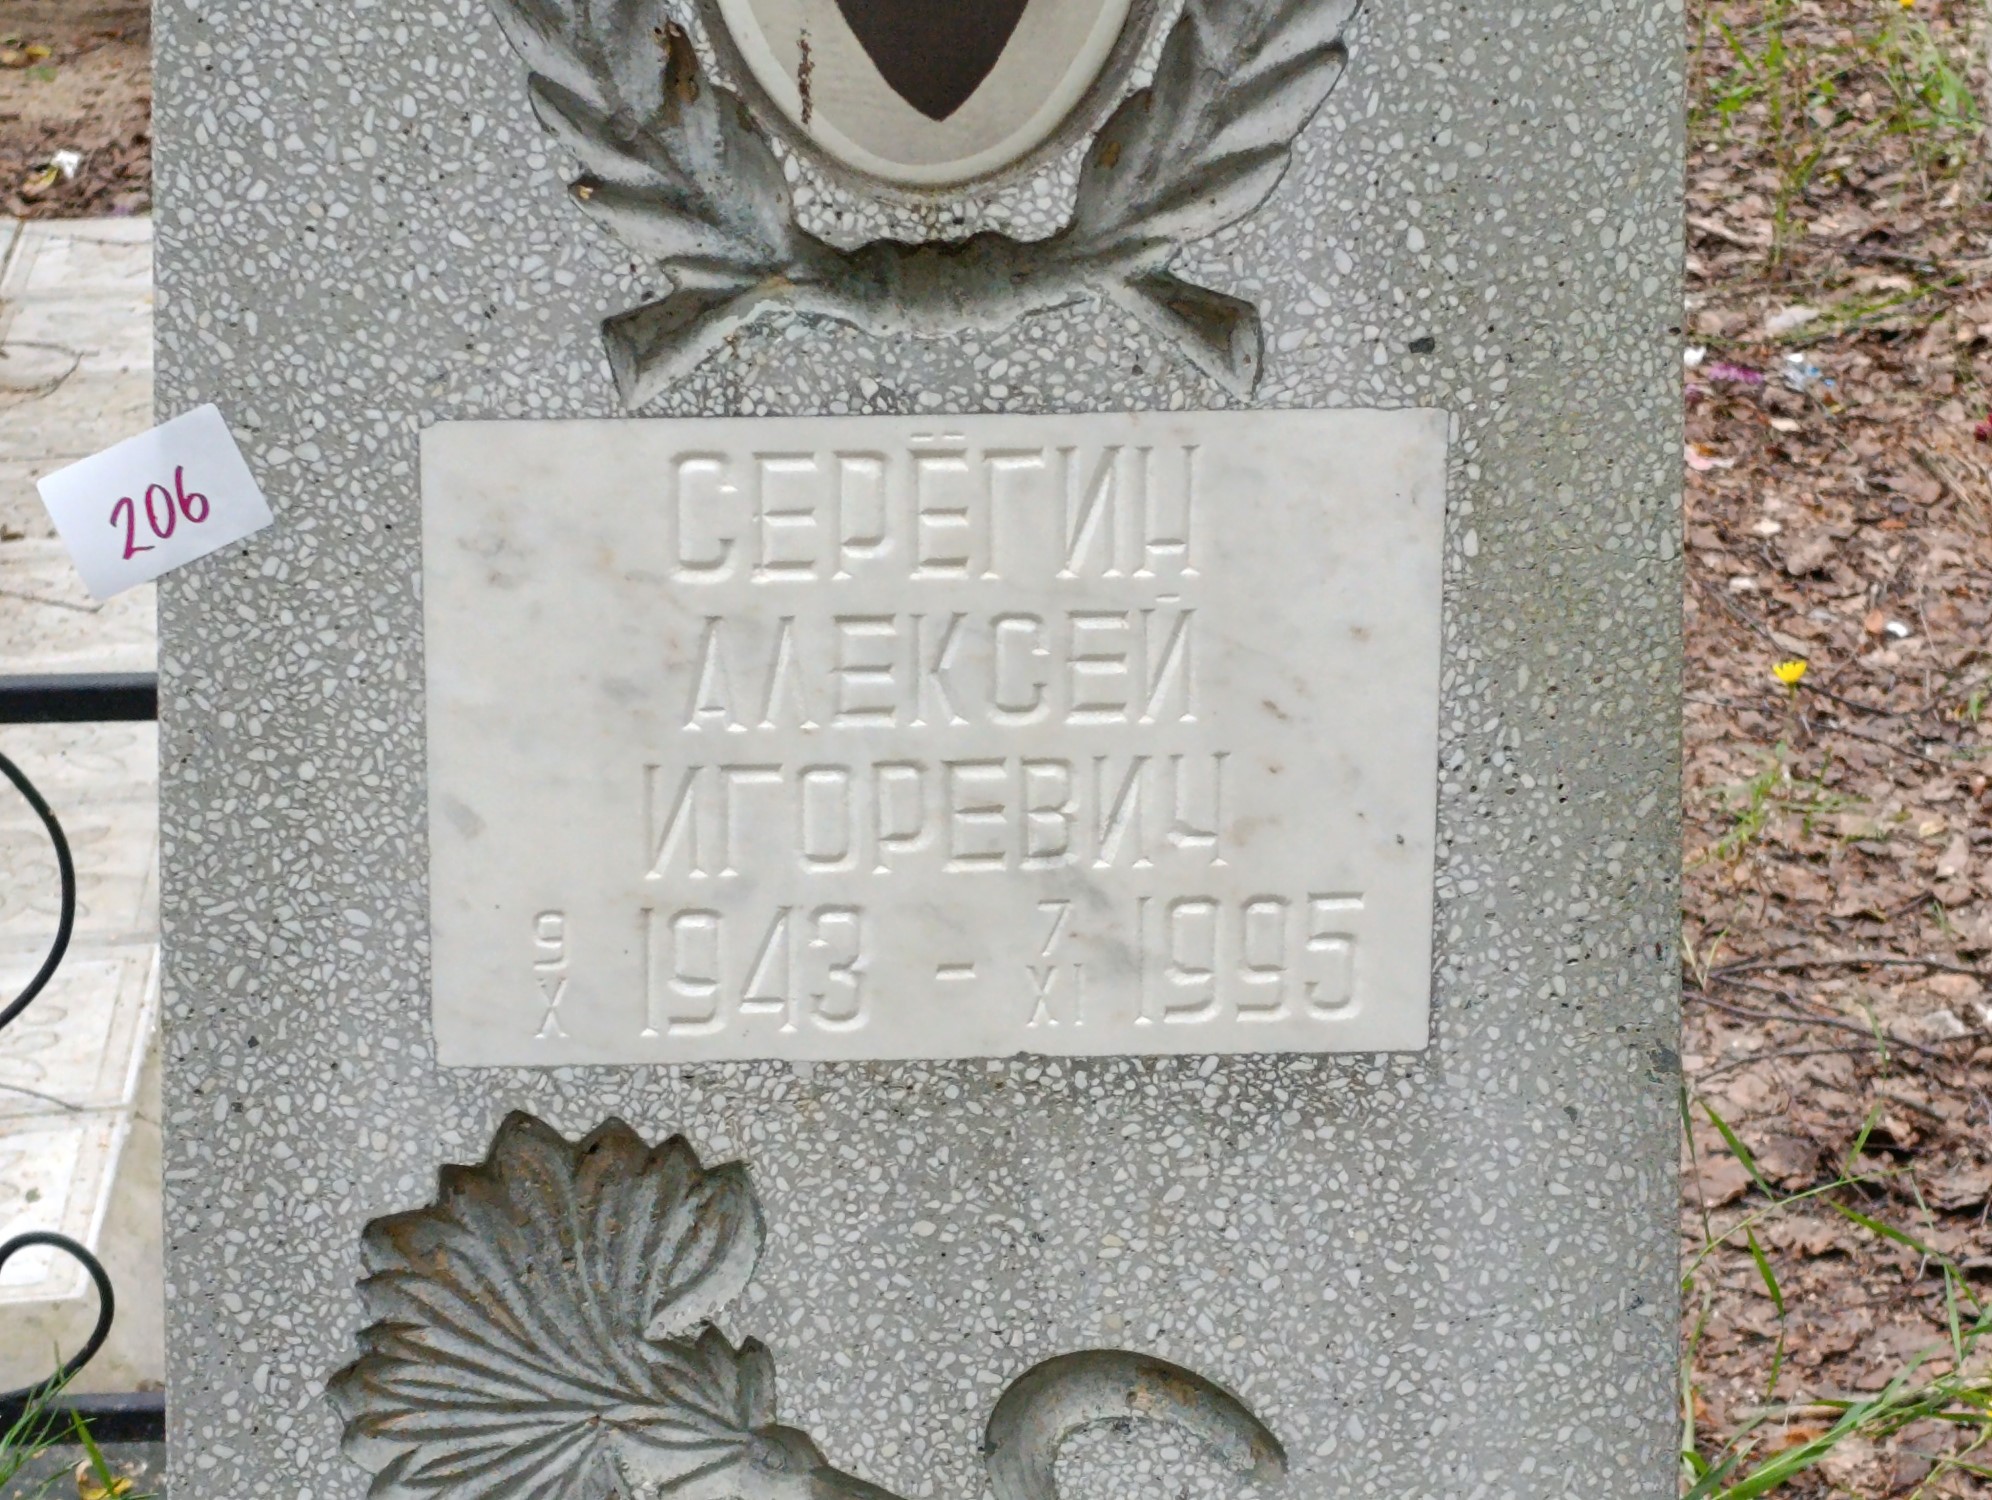 206
СЕРЁГИН
АЛЕКСЕЙ
ИГОРЕВИЧ
9 X 1943 - 7 XI 1995